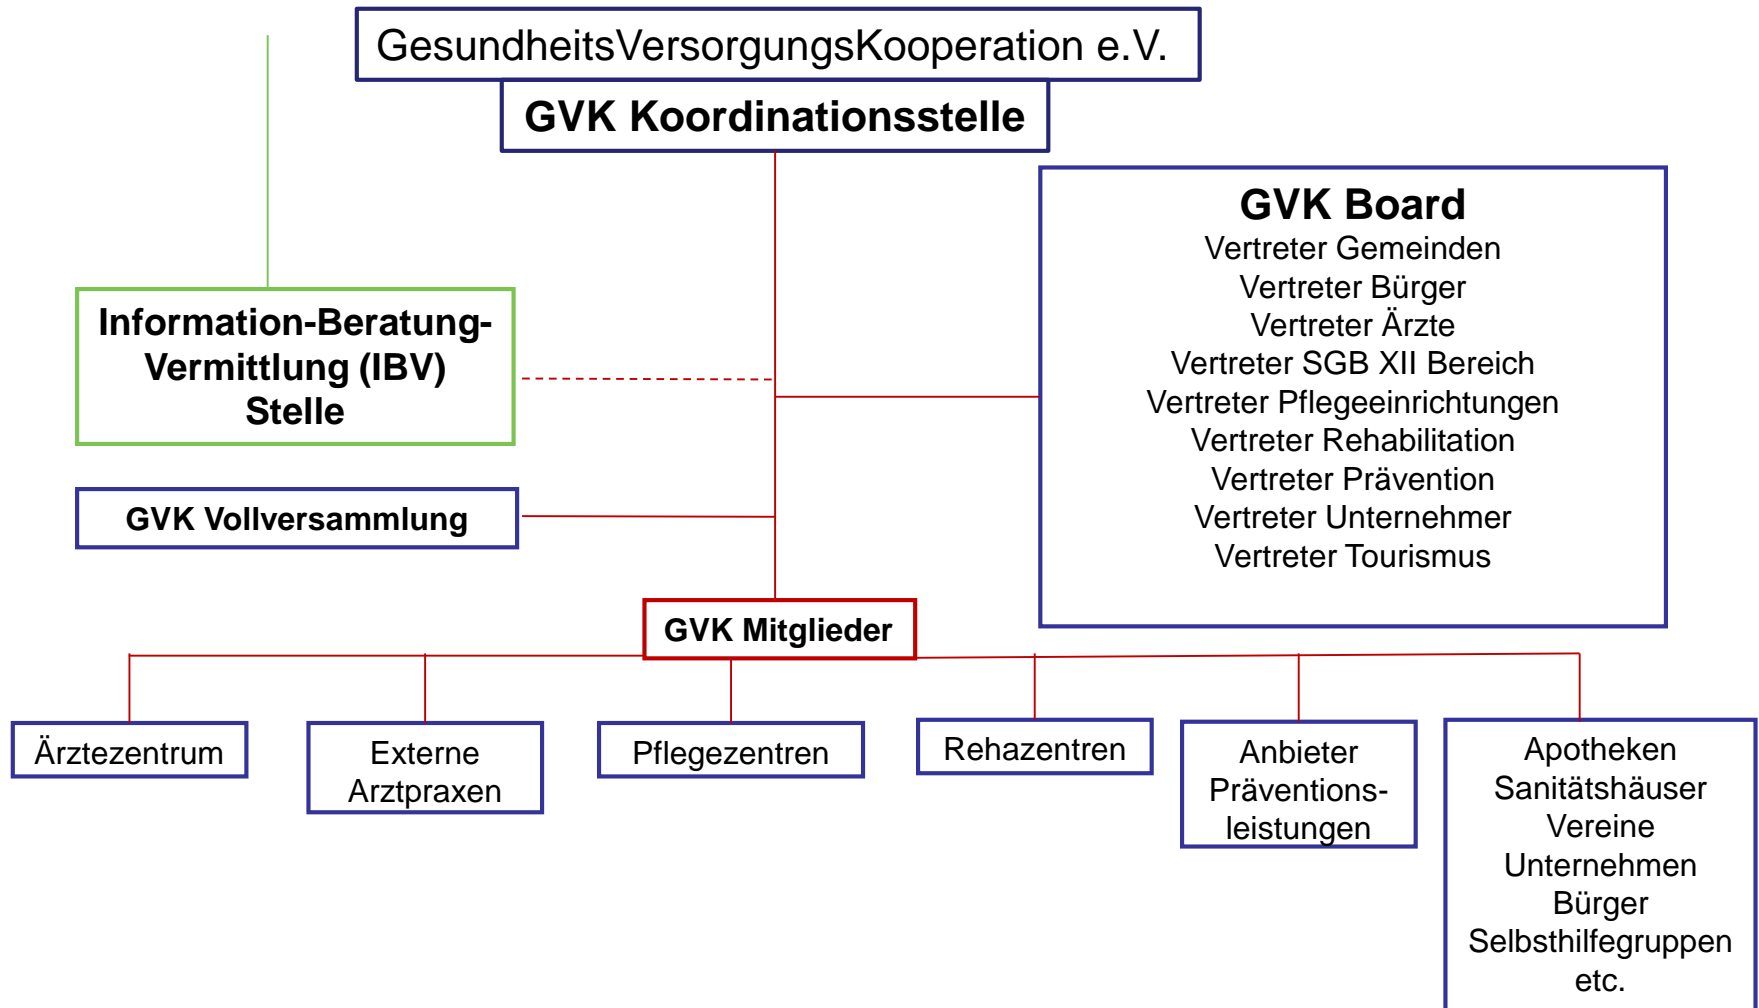 GesundheitsVersorgungsKooperation e.V.
GVK Koordinationsstelle
GVK Board
Vertreter Gemeinden
Vertreter Bürger
Vertreter Ärzte
Vertreter SGB XII Bereich
Vertreter Pflegeeinrichtungen
Vertreter Rehabilitation
Vertreter Prävention
Vertreter Unternehmer
Vertreter Tourismus
Information-Beratung-
Vermittlung (IBV)
Stelle
GVK Vollversammlung
GVK Mitglieder
Ärztezentrum
Externe
Arztpraxen
Pflegezentren
Rehazentren
Anbieter
Präventions-
leistungen
Apotheken
Sanitätshäuser
Vereine
Unternehmen
Bürger
Selbsthilfegruppen
etc.